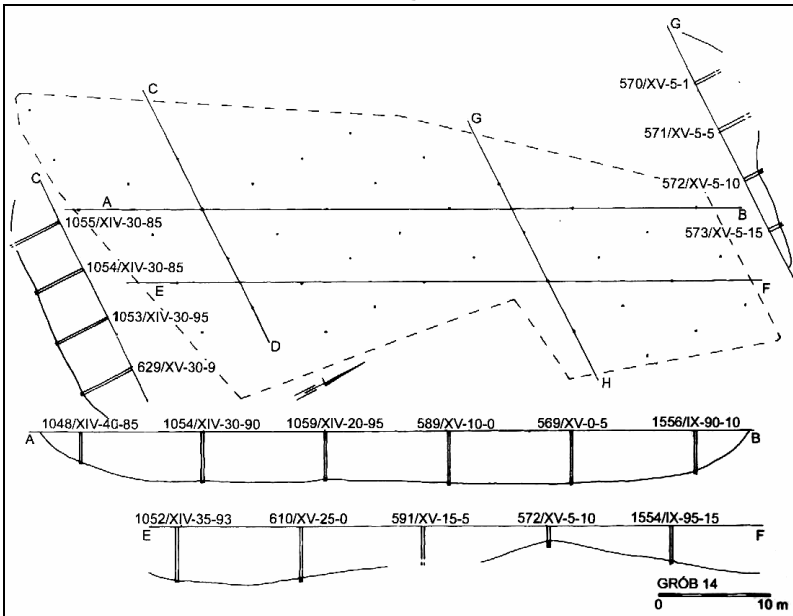 G
570/XV-5-1
C
G
571/XV-5-5
C
572/XV-5-10
A
B
1055/XIV-30-85
573/XV-5-15
1054/XIV-30-85
E
F
1053/XIV-30-95
D
629/XV-30-9
H
1048/XIV-40-85 1054/XIV-30-90 1059/XIV-20-95 589/XV-10-0 569/XV-0-5 1556/IX-90-10
A B
1052/XIV-35-93 610/XV-25-0 591/XV-15-5 572/XV-5-10 1554/IX-95-15
E F
GRÓB 14
0 10 m